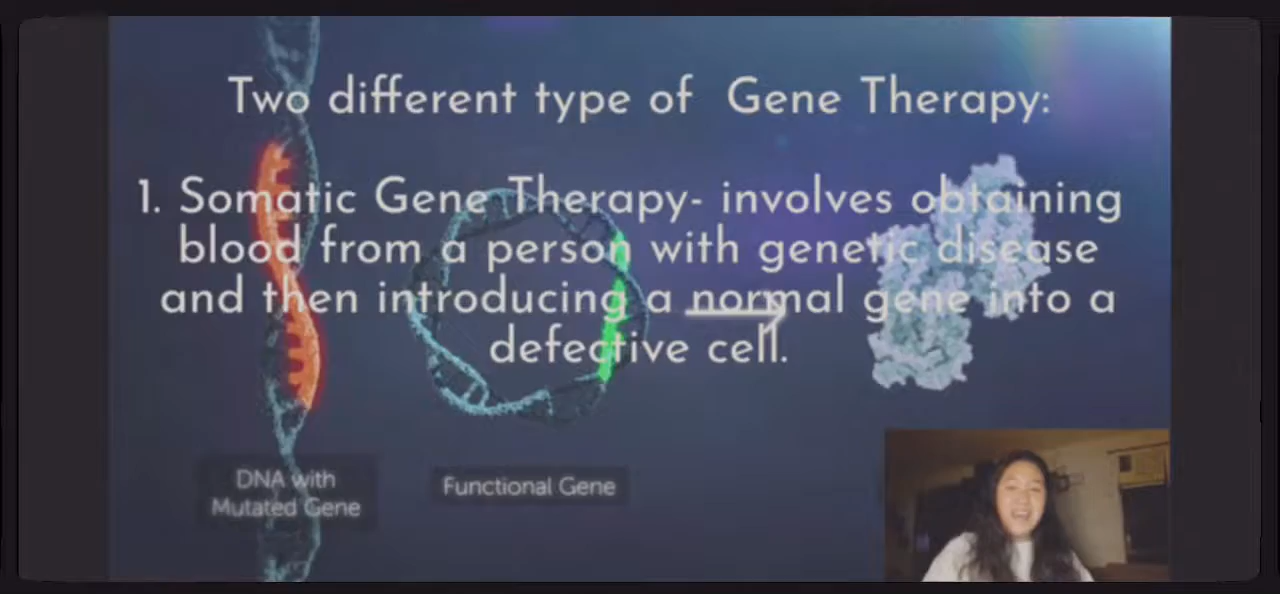 Two different type of Gene Therapy:
1. Somatic Gene Therapy- involves obtaining
blood from a person with genetic disease
and then introducing a normal gene into a
defective cell.
DNA with
Mutated Gene
Functional Gene